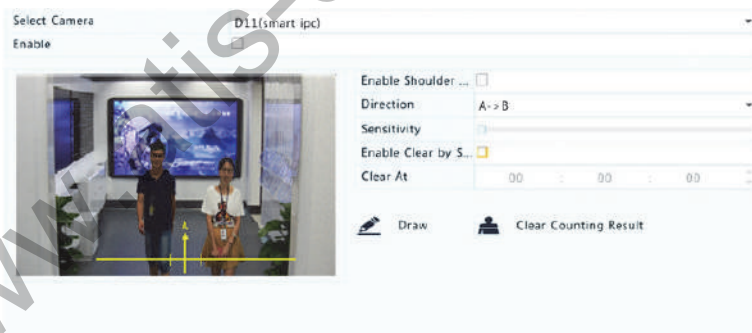 Select Camera D11(smart ipc)
Enable
Enable Shoulder ...
Direction A->B
Sensitivity
Enable Clear by S...
Clear At 00 : 00 : 00
A
Draw Clear Counting Result